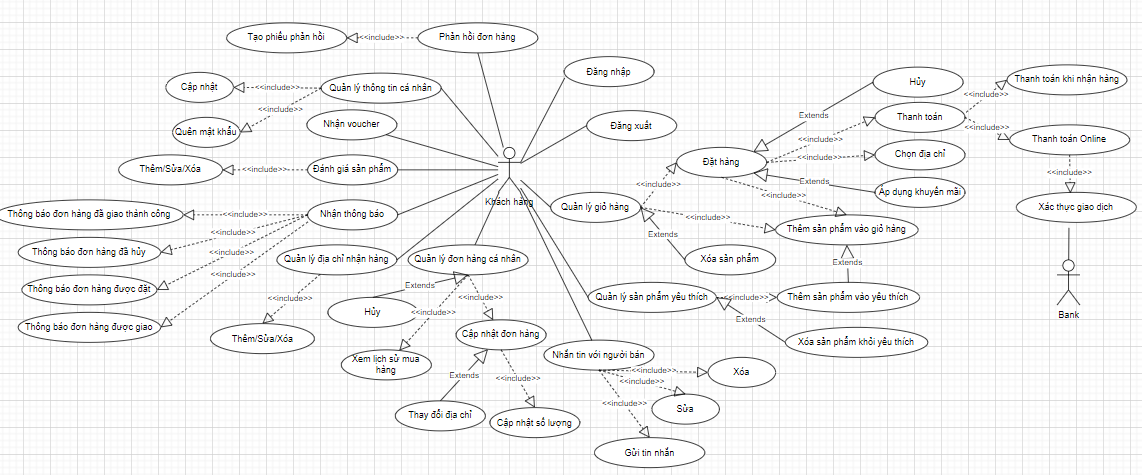 Tạo phiếu phản hồi
<<include>>
Phản hồi đơn hàng
Cập nhật
<<include>>
Quản lý thông tin cá nhân
<<include>>
Quên mật khẩu
Nhận voucher
Thêm/Sửa/Xóa
<<include>>
Đánh giá sản phẩm
Thông báo đơn hàng đã giao thành công
<<include>>
Nhận thông báo
Thông báo đơn hàng đã hủy
<<include>>
Thông báo đơn hàng được đặt
<<include>>
Thông báo đơn hàng được giao
<<include>>
Quản lý địa chỉ nhận hàng
<<include>>
Thêm/Sửa/Xóa
Quản lý đơn hàng cá nhân
Extends
Hủy
<<include>>
<<include>>
Xem lịch sử mua
hàng
Cập nhật đơn hàng
Extends
Thay đổi địa chỉ
<<include>>
Cập nhật số lượng
Khách hàng
Đăng nhập
Đăng xuất
Quản lý giỏ hàng
<<include>>
Đặt hàng
Extends
Hủy
<<include>>
Thanh toán
<<include>>
Thanh toán khi nhận hàng
<<include>>
Thanh toán Online
<<include>>
Xác thực giao dịch
Bank
<<include>>
Chọn địa chỉ
Extends
Áp dụng khuyến mãi
<<include>>
<<include>>
Thêm sản phẩm vào giỏ hàng
Extends
Xóa sản phẩm
Extends
Quản lý sản phẩm yêu thích
<<include>>
Thêm sản phẩm vào yêu thích
Extends
Xóa sản phẩm khỏi yêu thích
Nhắn tin với người bán
<<include>>
Xóa
<<include>>
Sửa
<<include>>
Gửi tin nhắn